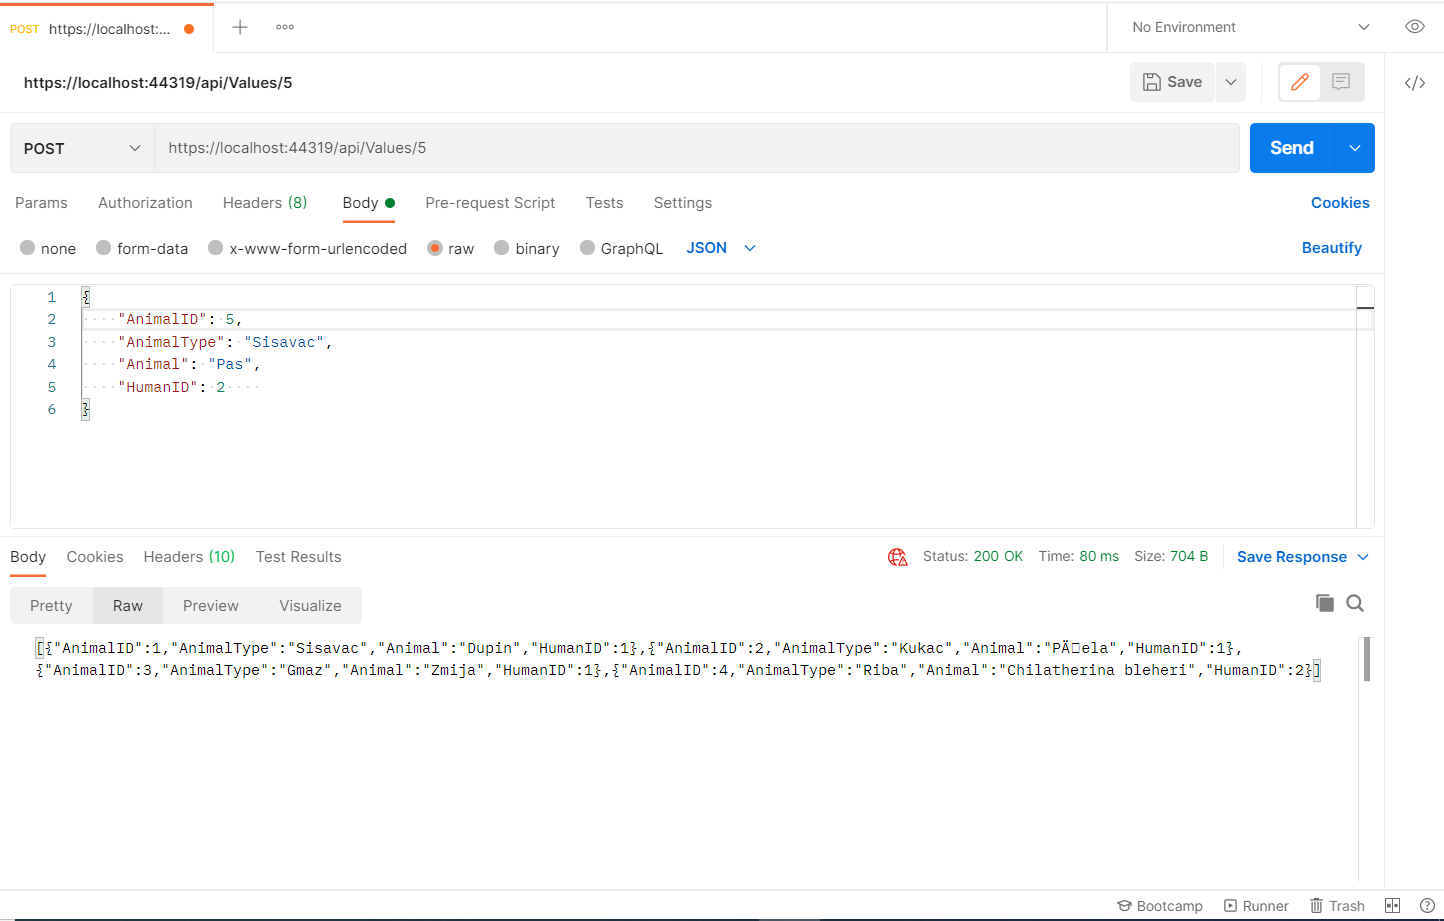 POST https://localhost:...
No Environment
https://localhost:44319/api/Values/5
Save
POST
https://localhost:44319/api/Values/5
Send
Params Authorization Headers (8) Body Pre-request Script Tests Settings Cookies
none form-data x-www-form-urlencoded raw binary GraphQL JSON Beautify
1 {
2 "AnimalID": 5,
3 "AnimalType": "Sisavac",
4 "Animal": "Pas",
5 "HumanID": 2
6 }
Body Cookies Headers (10) Test Results Status: 200 OK Time: 80 ms Size: 704 B Save Response
Pretty Raw Preview Visualize
[{"AnimalID":1,"AnimalType":"Sisavac","Animal":"Dupin","HumanID":1},{"AnimalID":2,"AnimalType":"Kukac","Animal":"PÄ□ela","HumanID":1},
{"AnimalID":3,"AnimalType":"Gmaz","Animal":"Zmija","HumanID":1},{"AnimalID":4,"AnimalType":"Riba","Animal":"Chilatherina bleheri","HumanID":2}]
Bootcamp Runner Trash